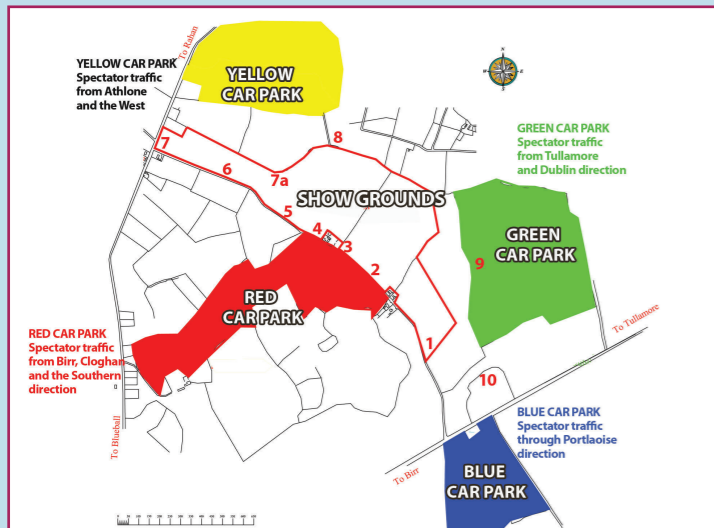 To Rahan
YELLOW CAR PARK
Spectator traffic
from Athlone
and the West
YELLOW
CAR PARK
N
E
S
W
7
6
7a
8
5
4
3
2
1
SHOW GROUNDS
GREEN CAR PARK
Spectator traffic
from Tullamore
and Dublin direction
GREEN
CAR PARK
9
RED
CAR PARK
RED CAR PARK
Spectator traffic
from Birr, Cloghan
and the Southern
direction
To Tullamore
10
To Blueball
BLUE CAR PARK
Spectator traffic
through Portlaoise
direction
To Birr
BLUE
CAR PARK